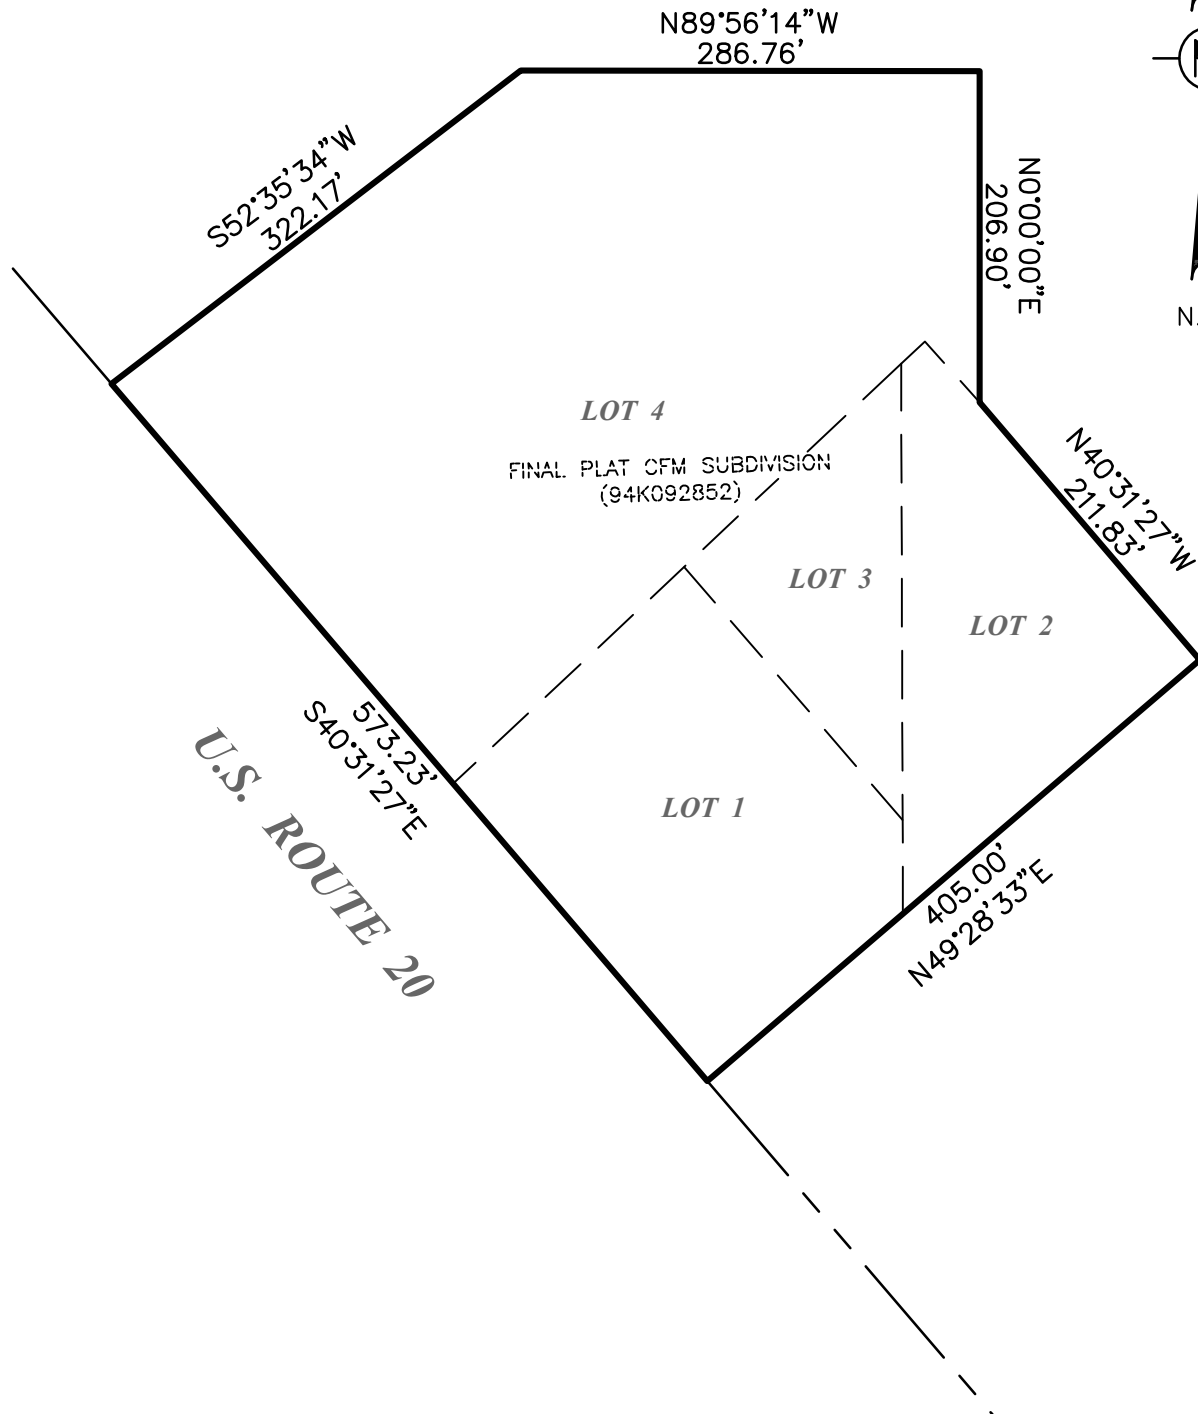 N89°56'14"W
286.76'
S52°35'34"W
322.17'
N0°00'00"E
206.90'
N.
LOT 4
FINAL PLAT CFM SUBDIVISION
(94K092852)
N40°31'27"W
211.83'
LOT 3
LOT 2
573.23'
S40°31'27"E
U.S. ROUTE 20
LOT 1
405.00'
N49°28'33"E